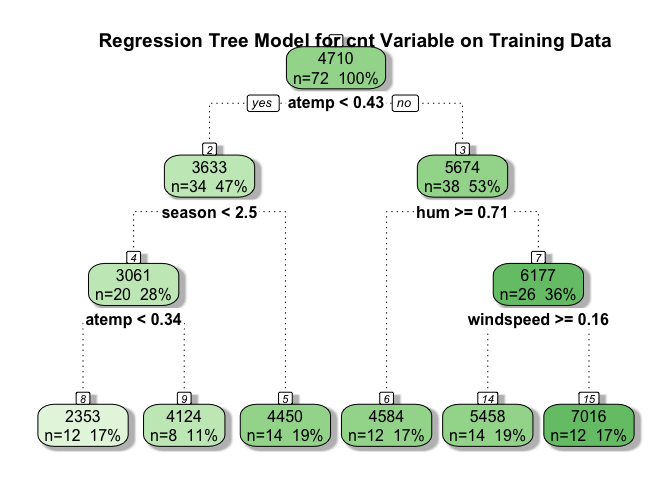 Regression Tree Model for cnt Variable on Training Data
4710
n=72 100%
yes atemp < 0.43 no
2 3
3633 5674
n=34 47% n=38 53%
season < 2.5 hum >= 0.71
4 7
3061 6177
n=20 28% n=26 36%
atemp < 0.34 windspeed >= 0.16
8 9 5 6 14 15
2353 4124 4450 4584 5458 7016
n=12 17% n=8 11% n=14 19% n=12 17% n=14 19% n=12 17%